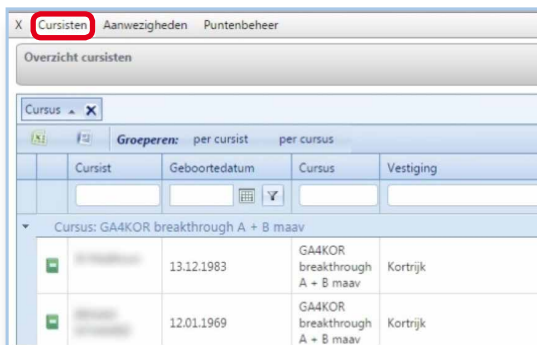 X Cursisten Aanwezigheden Puntenbeheer
Overzicht cursisten
Cursus
Groeperen: per cursist per cursus
Cursist Geboortedatum Cursus Vestiging
Cursus: GA4KOR breakthrough A + B maav
13.12.1983 GA4KOR breakthrough A + B maav Kortrijk
12.01.1969 GA4KOR breakthrough A + B maav Kortrijk